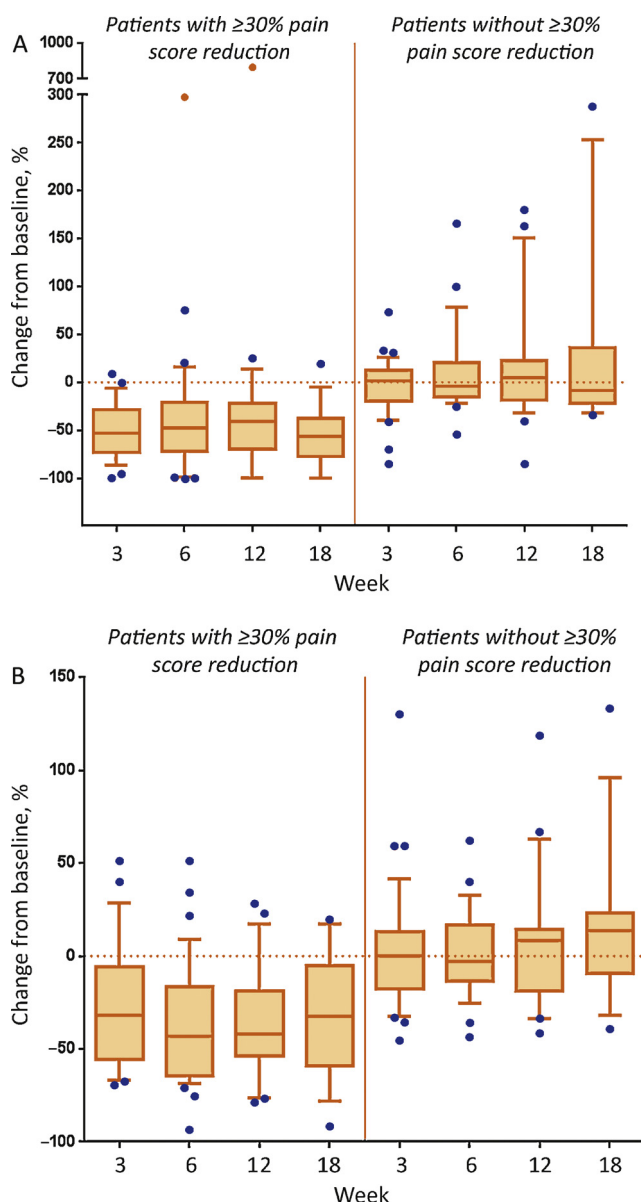 A
Patients with ≥30% pain
score reduction
Patients without ≥30%
pain score reduction
Change from baseline, %
1000
700
300
250
200
150
100
50
0
−50
−100
3 6 12 18 3 6 12 18
Week
B
Patients with ≥30% pain
score reduction
Patients without ≥30%
pain score reduction
Change from baseline, %
150
100
50
0
−50
−100
3 6 12 18 3 6 12 18
Week